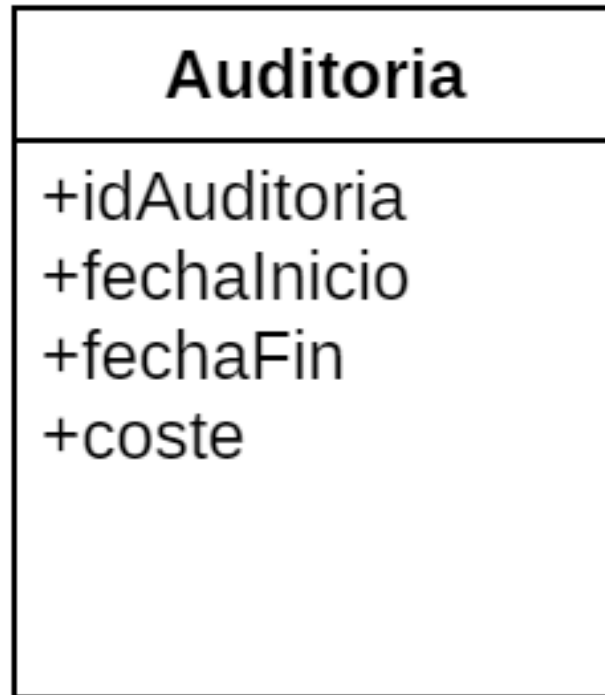 Auditoria
+idAuditoria
+fechaInicio
+fechaFin
+coste